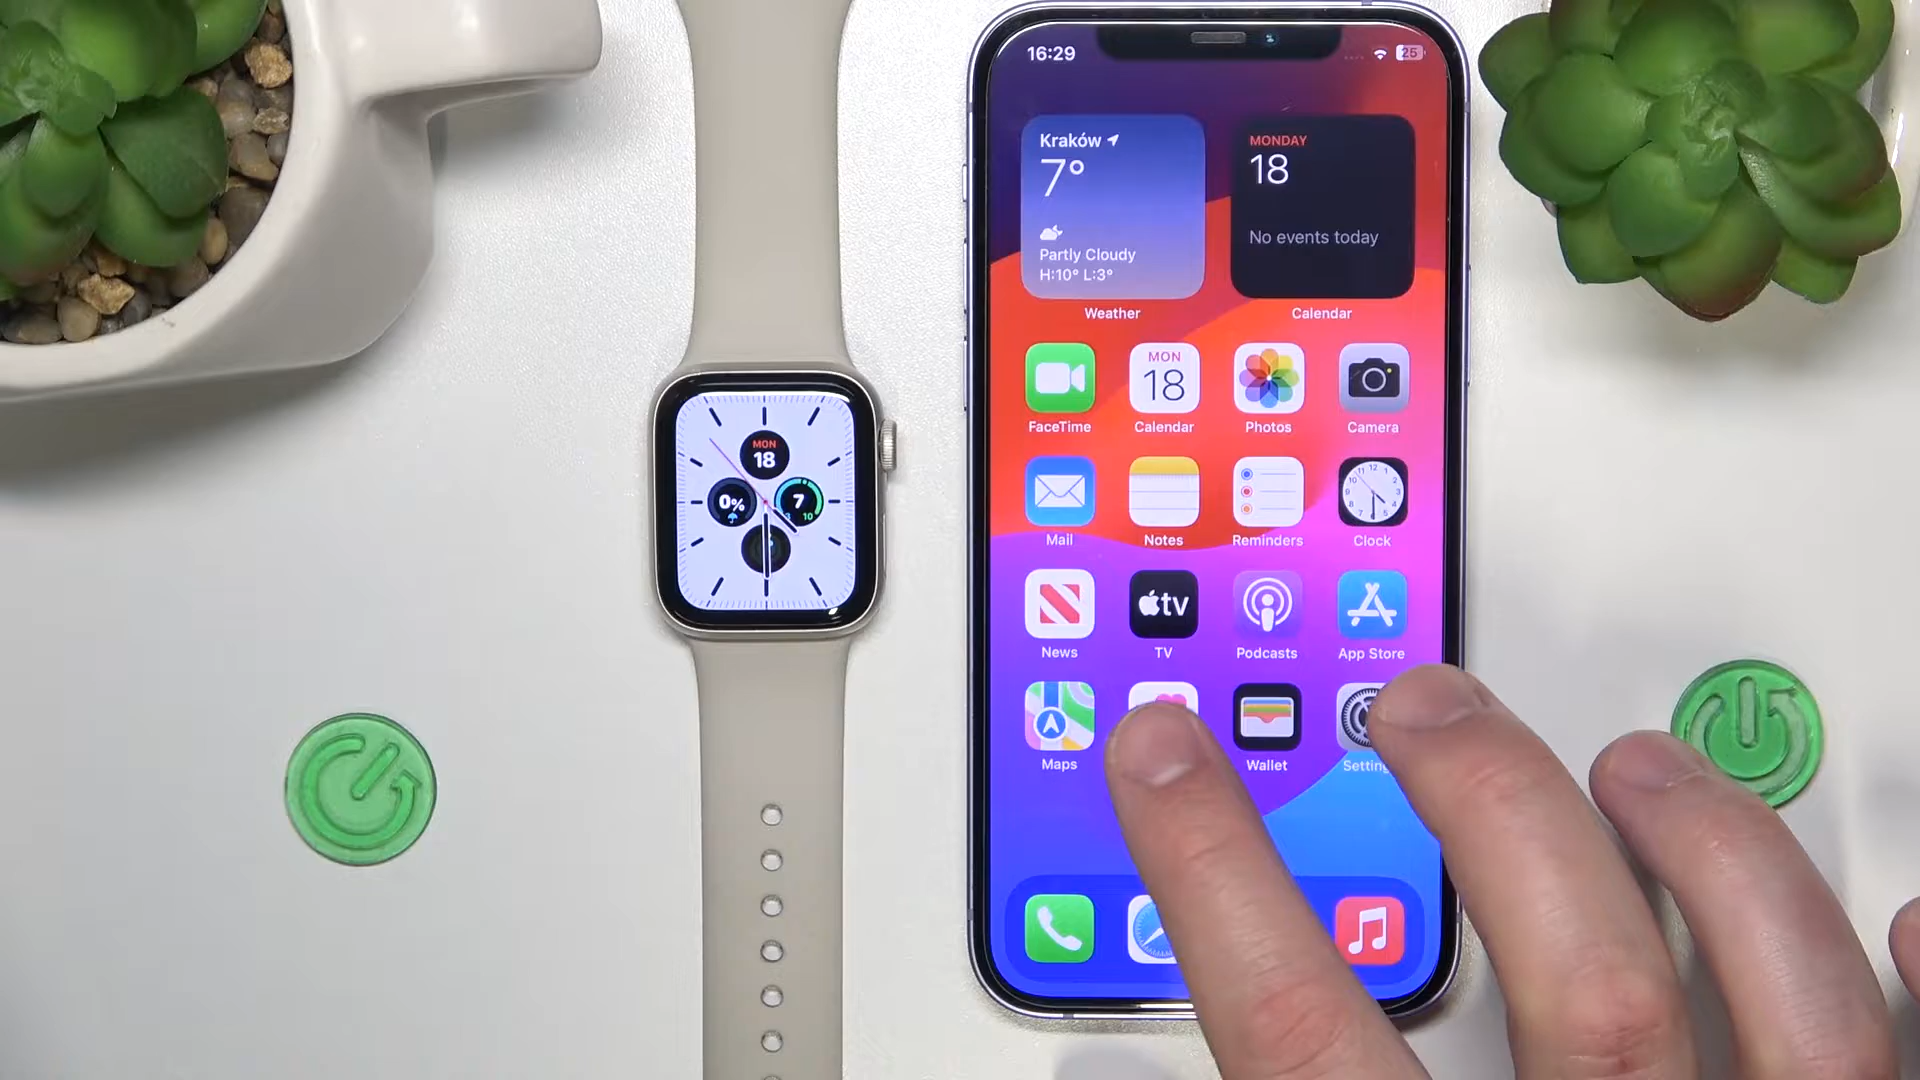 16:29
25
Kraków
7°
Partly Cloudy
H:10° L:3°
Weather
MONDAY
18
No events today
Calendar
FaceTime
MON
18
Calendar
Photos
Camera
Mail
Notes
Reminders
Clock
News
tv
TV
Podcasts
App Store
Maps
Wallet
Setting
MON
18
0%
7
10